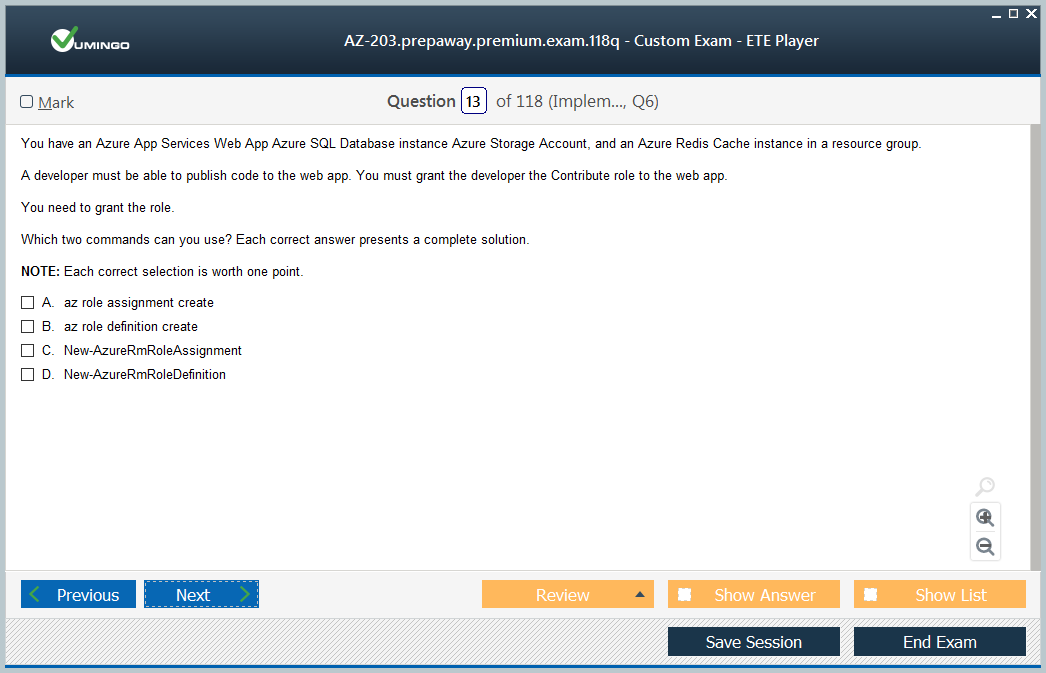 VUMINGO
AZ-203.prepaway.premium.exam.118q - Custom Exam - ETE Player
Mark
Question 13 of 118 (Implem..., Q6)
You have an Azure App Services Web App Azure SQL Database instance Azure Storage Account, and an Azure Redis Cache instance in a resource group.
A developer must be able to publish code to the web app. You must grant the developer the Contribute role to the web app.
You need to grant the role.
Which two commands can you use? Each correct answer presents a complete solution.
NOTE: Each correct selection is worth one point.
A. az role assignment create
B. az role definition create
C. New-AzureRmRoleAssignment
D. New-AzureRmRoleDefinition
Previous
Next
Review
Show Answer
Show List
Save Session
End Exam